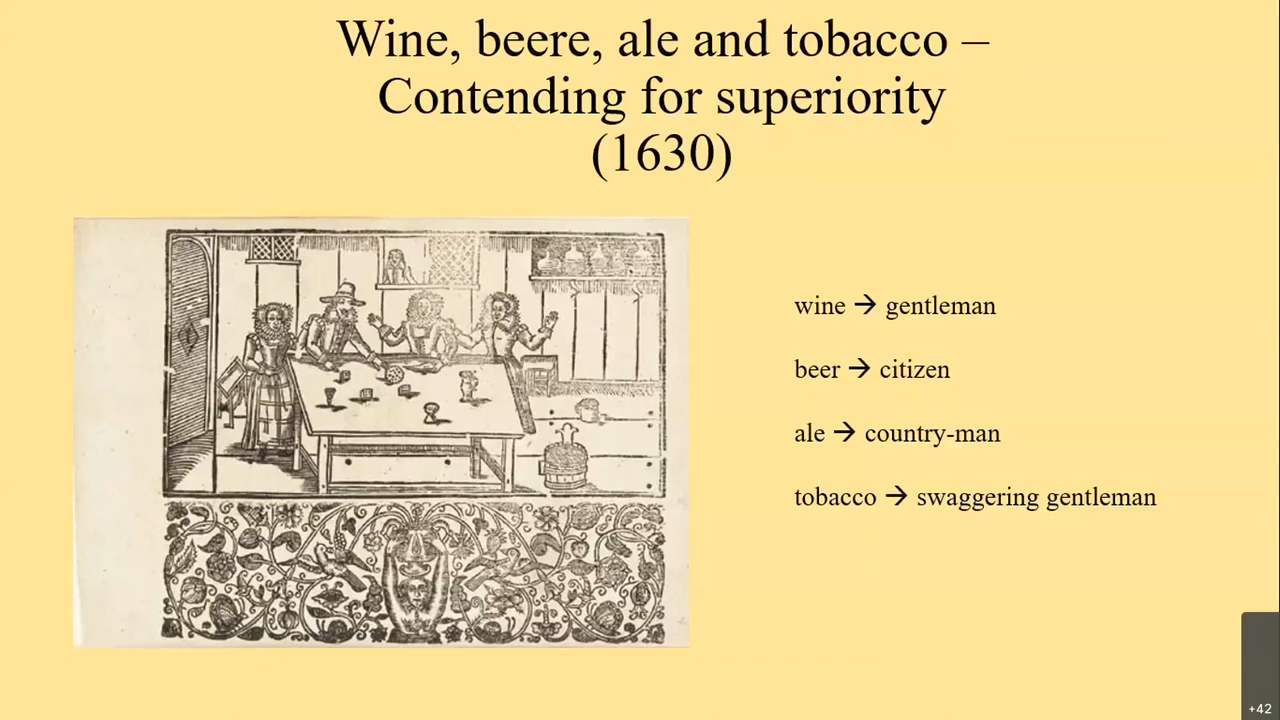 Wine, beere, ale and tobacco –
Contending for superiority
(1630)
wine → gentleman
beer → citizen
ale → country-man
tobacco → swaggering gentleman
+42